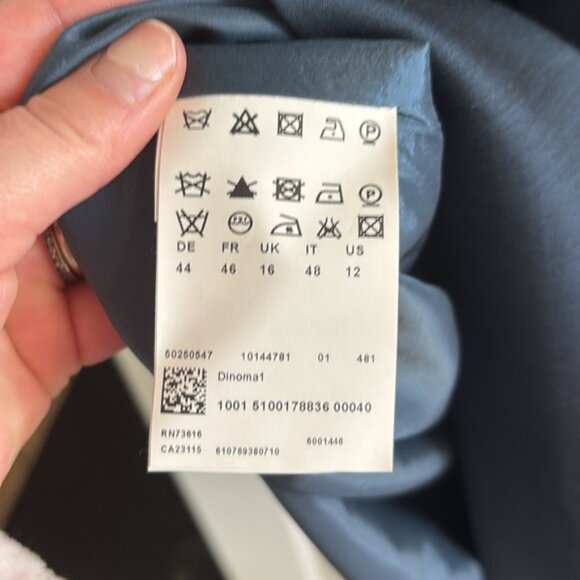 P
P
DE FR UK IT US
44 46 16 48 12
50250547 10144781 01 481
Dinoma1
1001 5100178836 00040
RN73616
6001446
CA23115 610769380710